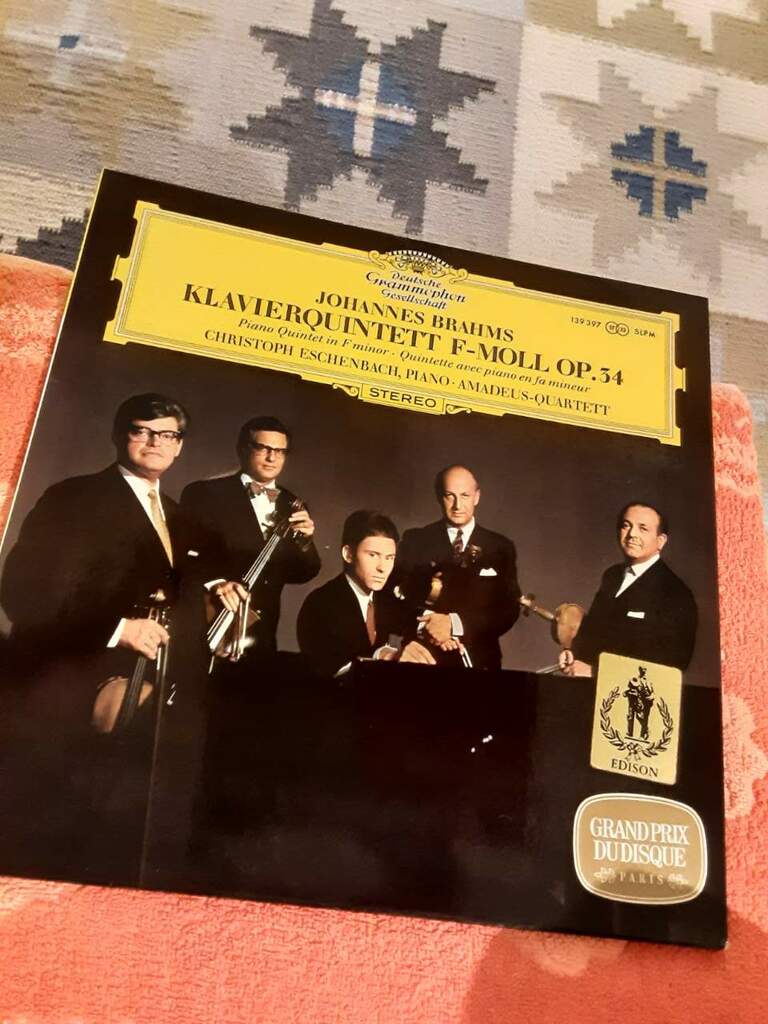 Deutsche
Grammophon
Gesellschaft
JOHANNES BRAHMS
139 397 SLPM
KLAVIERQUINTETT F-MOLL OP. 34
Piano Quintet in F minor · Quintette avec piano en fa mineur
CHRISTOPH ESCHENBACH, PIANO · AMADEUS-QUARTETT
STEREO
EDISON
GRAND PRIX
DU DISQUE
PARIS